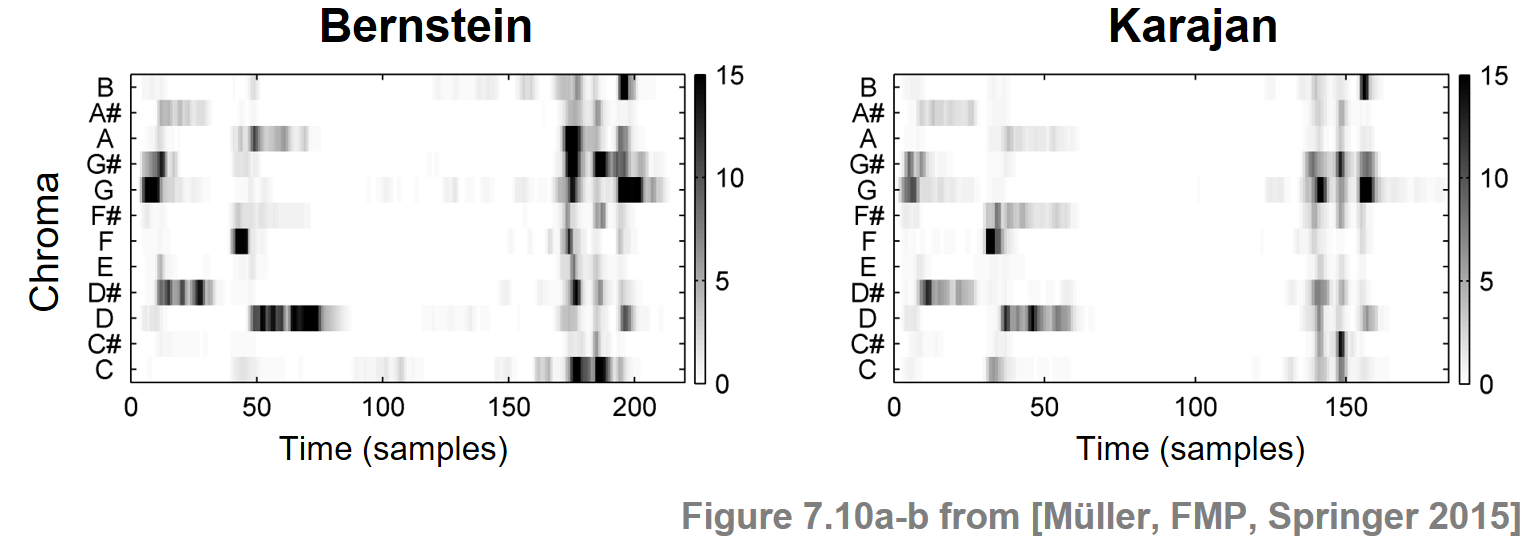 Bernstein
Karajan
Chroma
B
A#
A
G#
G
F#
F
E
D#
D
C#
C
0
50
100
150
200
Time (samples)
15
10
5
0
B
A#
A
G#
G
F#
F
E
D#
D
C#
C
0
50
100
150
Time (samples)
15
10
5
0
Figure 7.10a-b from [Müller, FMP, Springer 2015]